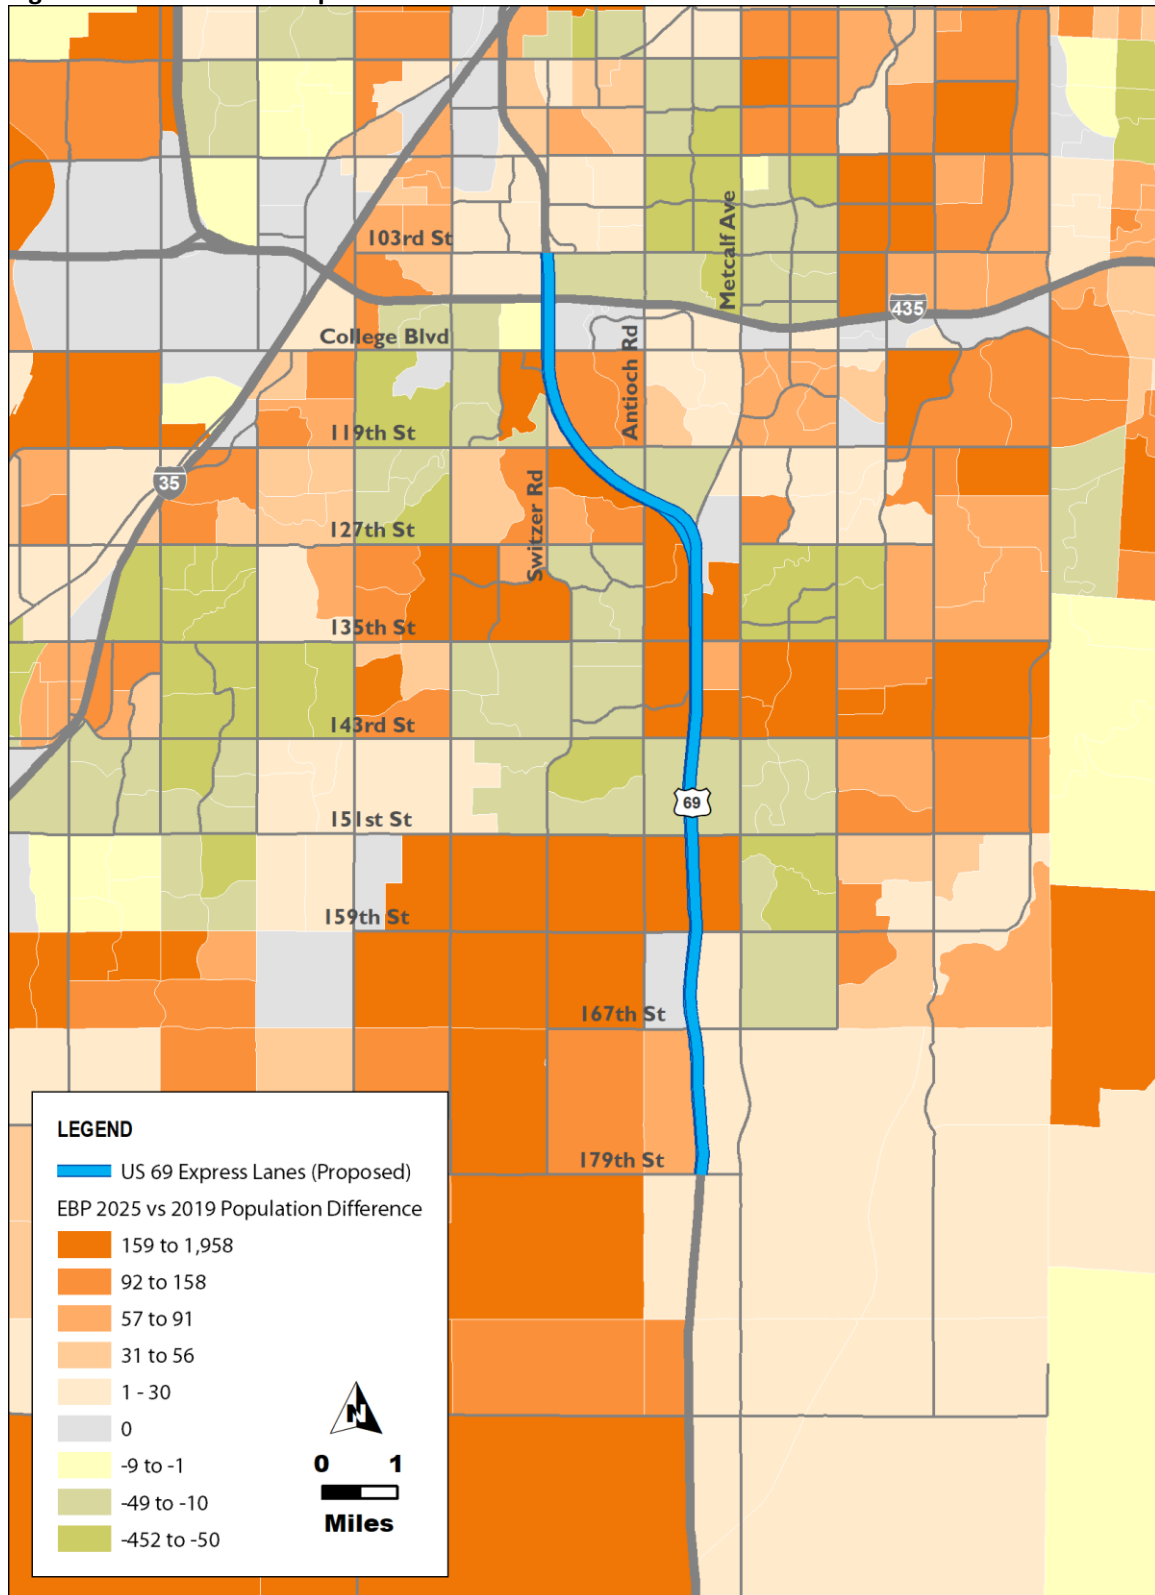 103rd St
Metcalf Ave
435
College Blvd
Antioch Rd
119th St
35
Switzer Rd
127th St
135th St
143rd St
69
151st St
159th St
167th St
179th St
LEGEND
US 69 Express Lanes (Proposed)
EBP 2025 vs 2019 Population Difference
159 to 1,958
92 to 158
57 to 91
31 to 56
1 - 30
0
-9 to -1
-49 to -10
-452 to -50
N
0 1
Miles